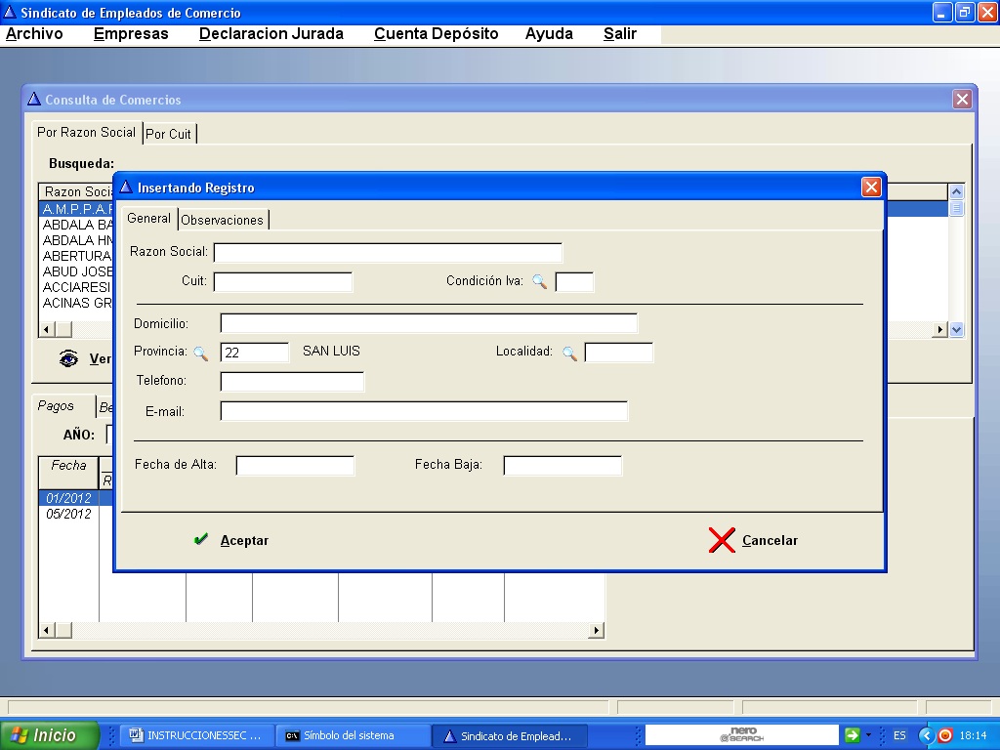 Sindicato de Empleados de Comercio
Archivo Empresas Declaracion Jurada Cuenta Depósito Ayuda Salir
Consulta de Comercios
Por Razon Social Por Cuit
Busqueda:
Razon Socia
A.M.P.P.A.F
ABDALA BA
ABDALA HN
ABERTURA
ABUD JOSE
ACCIARESI
ACINAS GR
Ver
Insertando Registro
General Observaciones
Razon Social:
Cuit: Condición Iva:
Domicilio:
Provincia: 22 SAN LUIS Localidad:
Telefono:
E-mail:
Fecha de Alta: Fecha Baja:
Aceptar Cancelar
Pagos Be
AÑO:
Fecha R
01/2012
05/2012
Inicio INSTRUCCIONESSEC ... Símbolo del sistema Sindicato de Emplead... nero SEARCH ES 18:14